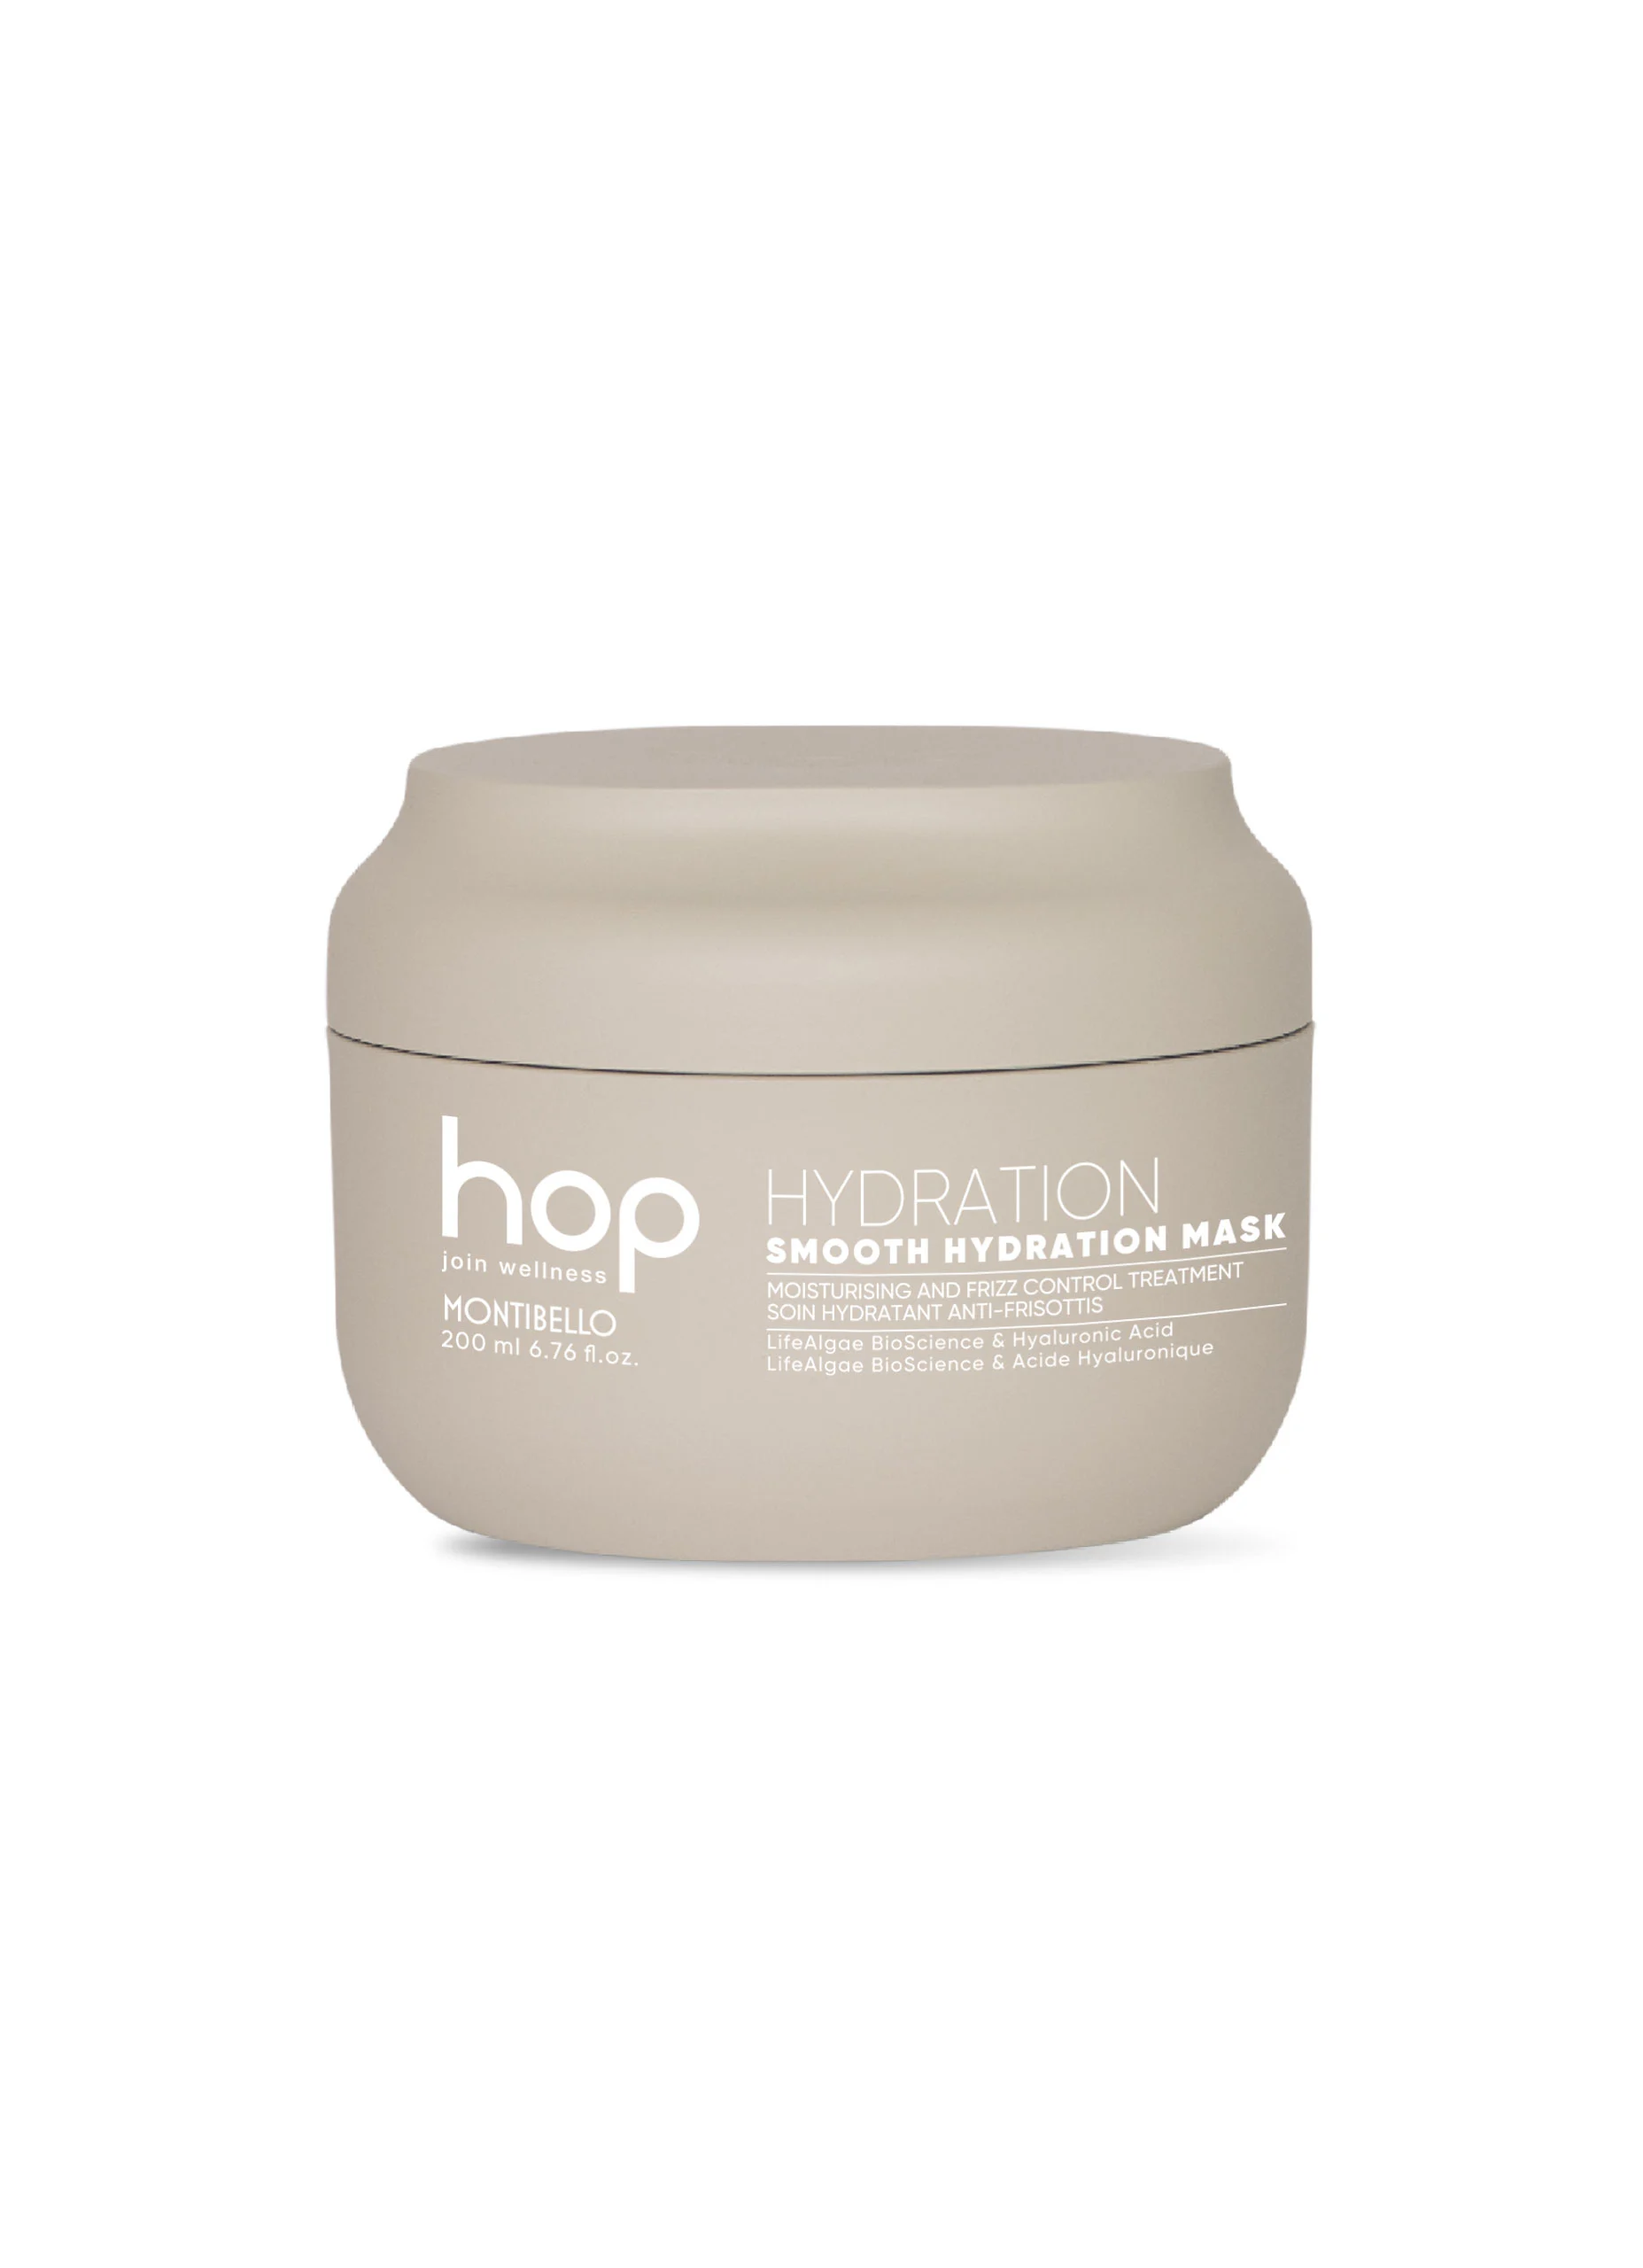 hop
join wellness
MONTIBELLO
200 ml 6.76 fl.oz.
HYDRATION
SMOOTH HYDRATION MASK
MOISTURISING AND FRIZZ CONTROL TREATMENT
SOIN HYDRATANT ANTI-FRISOTTIS
LifeAlgae BioScience & Hyaluronic Acid
LifeAlgae BioScience & Acide Hyaluronique